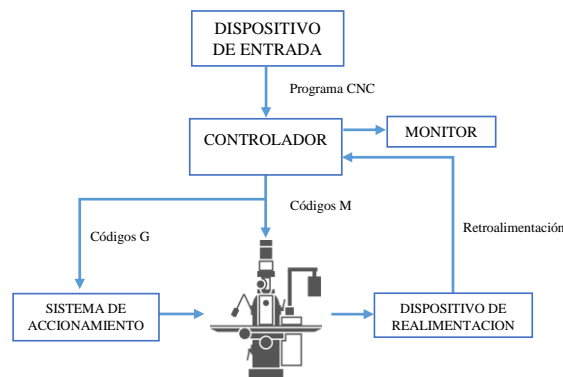 DISPOSITIVO
DE ENTRADA
Programa CNC
CONTROLADOR
MONITOR
Códigos M
Códigos G
Retroalimentación
SISTEMA DE
ACCIONAMIENTO
DISPOSITIVO DE
REALIMENTACION